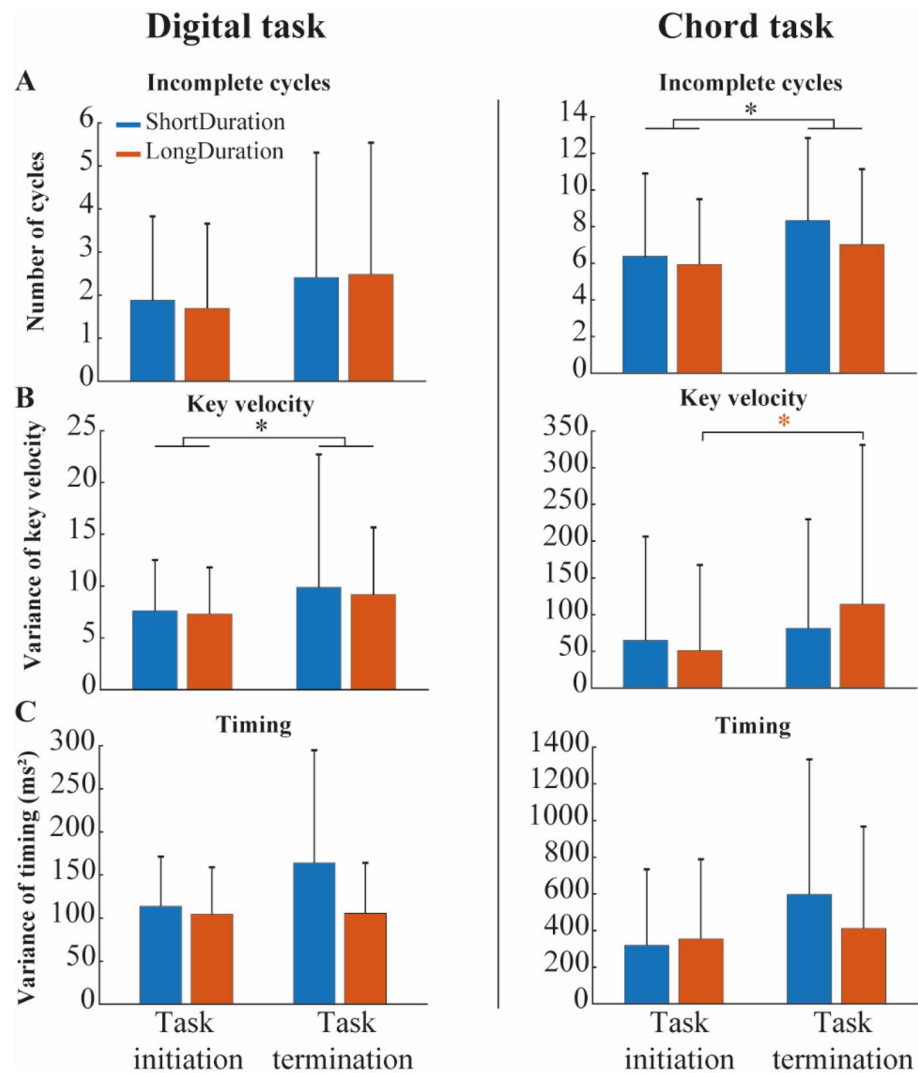 Digital task
Chord task
A
Incomplete cycles
Number of cycles
6
5
4
3
2
1
0
ShortDuration
LongDuration
Incomplete cycles
*
14
12
10
8
6
4
2
0
B
Key velocity
*
Variance of key velocity
25
20
15
10
5
0
Key velocity
*
350
300
250
200
150
100
50
0
C
Timing
Variance of timing (ms²)
300
250
200
150
100
50
0
Task
initiation
Task
termination
Timing
1400
1200
1000
800
600
400
200
0
Task
initiation
Task
termination